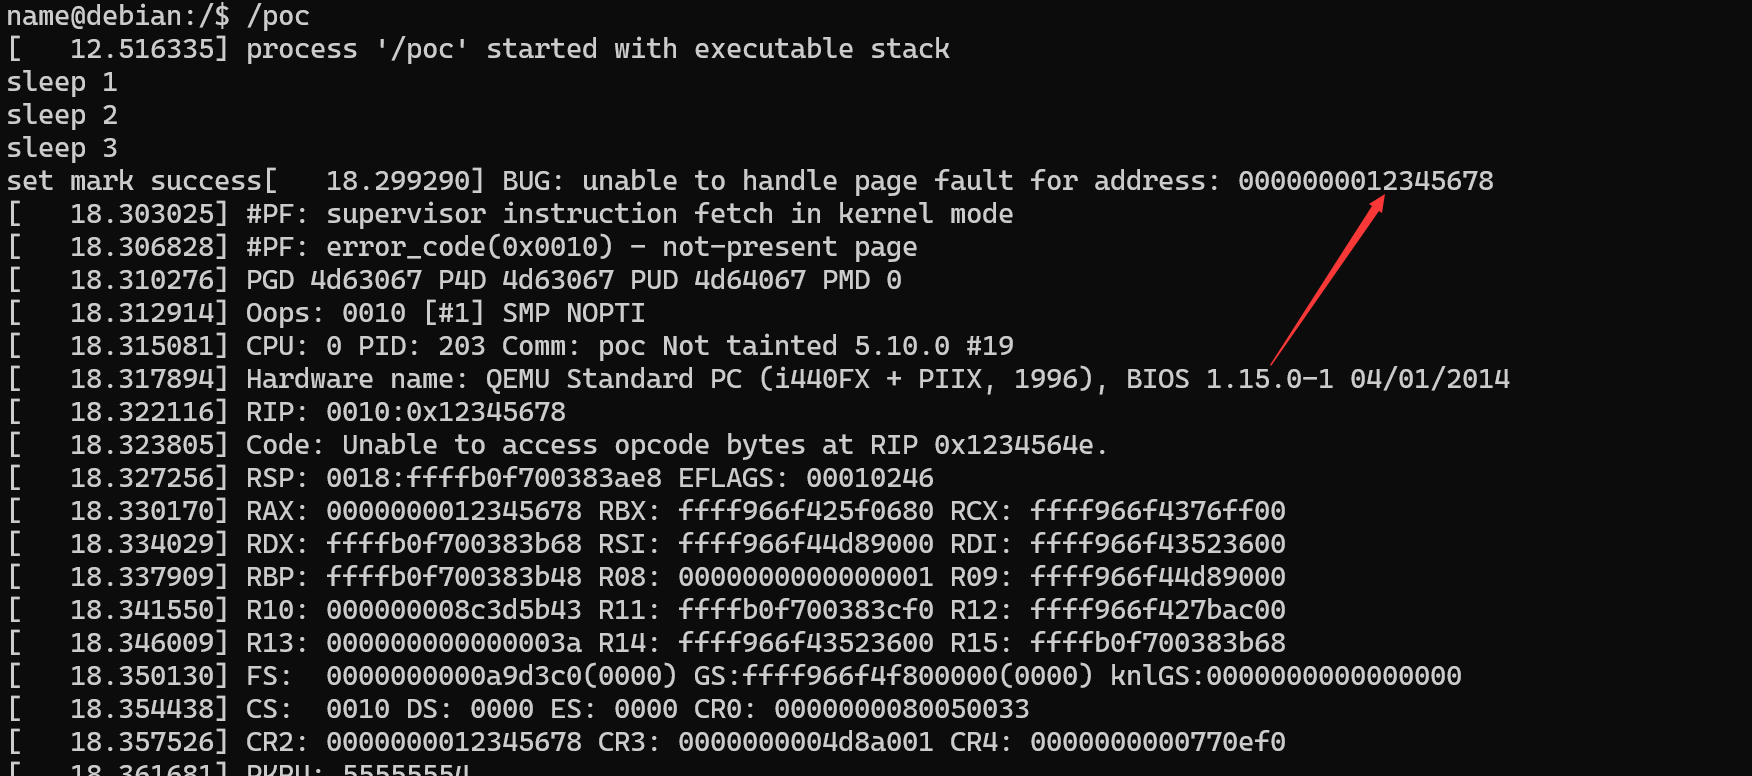 name@debian:/$ /poc
[   12.516335] process '/poc' started with executable stack
sleep 1
sleep 2
sleep 3
set mark success[   18.299290] BUG: unable to handle page fault for address: 0000000012345678
[   18.303025] #PF: supervisor instruction fetch in kernel mode
[   18.306828] #PF: error_code(0x0010) - not-present page
[   18.310276] PGD 4d63067 P4D 4d63067 PUD 4d64067 PMD 0
[   18.312914] Oops: 0010 [#1] SMP NOPTI
[   18.315081] CPU: 0 PID: 203 Comm: poc Not tainted 5.10.0 #19
[   18.317894] Hardware name: QEMU Standard PC (i440FX + PIIX, 1996), BIOS 1.15.0-1 04/01/2014
[   18.322116] RIP: 0010:0x12345678
[   18.323805] Code: Unable to access opcode bytes at RIP 0x1234564e.
[   18.327256] RSP: 0018:ffffb0f700383ae8 EFLAGS: 00010246
[   18.330170] RAX: 0000000012345678 RBX: ffff966f425f0680 RCX: ffff966f4376ff00
[   18.334029] RDX: ffffb0f700383b68 RSI: ffff966f44d89000 RDI: ffff966f43523600
[   18.337909] RBP: ffffb0f700383b48 R08: 0000000000000001 R09: ffff966f44d89000
[   18.341550] R10: 000000008c3d5b43 R11: ffffb0f700383cf0 R12: ffff966f427bac00
[   18.346009] R13: 000000000000003a R14: ffff966f43523600 R15: ffffb0f700383b68
[   18.350130] FS:  0000000000a9d3c0(0000) GS:ffff966f4f800000(0000) knlGS:0000000000000000
[   18.354438] CS:  0010 DS: 0000 ES: 0000 CR0: 0000000080050033
[   18.357526] CR2: 0000000012345678 CR3: 0000000004d8a001 CR4: 0000000000770ef0
[   18.361681] PKRU: 55555554